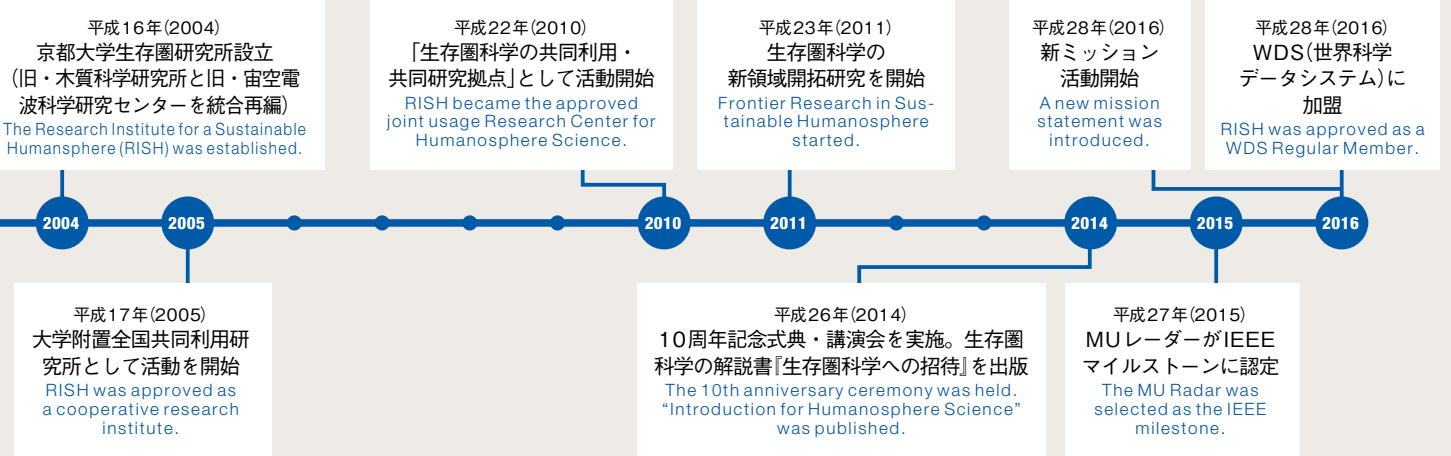 平成16年(2004)
京都大学生存圏研究所設立
(旧・木質科学研究所と旧・宙空電
波科学研究センターを統合再編)
The Research Institute for a Sustainable
Humansphere (RISH) was established.
平成22年(2010)
「生存圏科学の共同利用・
共同研究拠点」として活動開始
RISH became the approved
joint usage Research Center for
Humanosphere Science.
平成23年(2011)
生存圏科学の
新領域開拓研究を開始
Frontier Research in Sus-
tainable Humanosphere
started.
平成28年(2016)
新ミッション
活動開始
A new mission
statement was
introduced.
平成28年(2016)
WDS(世界科学
データシステム)に
加盟
RISH was approved as a
WDS Regular Member.
2004
2005
2010
2011
2014
2015
2016
平成17年(2005)
大学附置全国共同利用研
究所として活動を開始
RISH was approved as
a cooperative research
institute.
平成26年(2014)
10周年記念式典・講演会を実施。生存圏
科学の解説書『生存圏科学への招待』を出版
The 10th anniversary ceremony was held.
“Introduction for Humanosphere Science”
was published.
平成27年(2015)
MUレーダーがIEEE
マイルストーンに認定
The MU Radar was
selected as the IEEE
milestone.